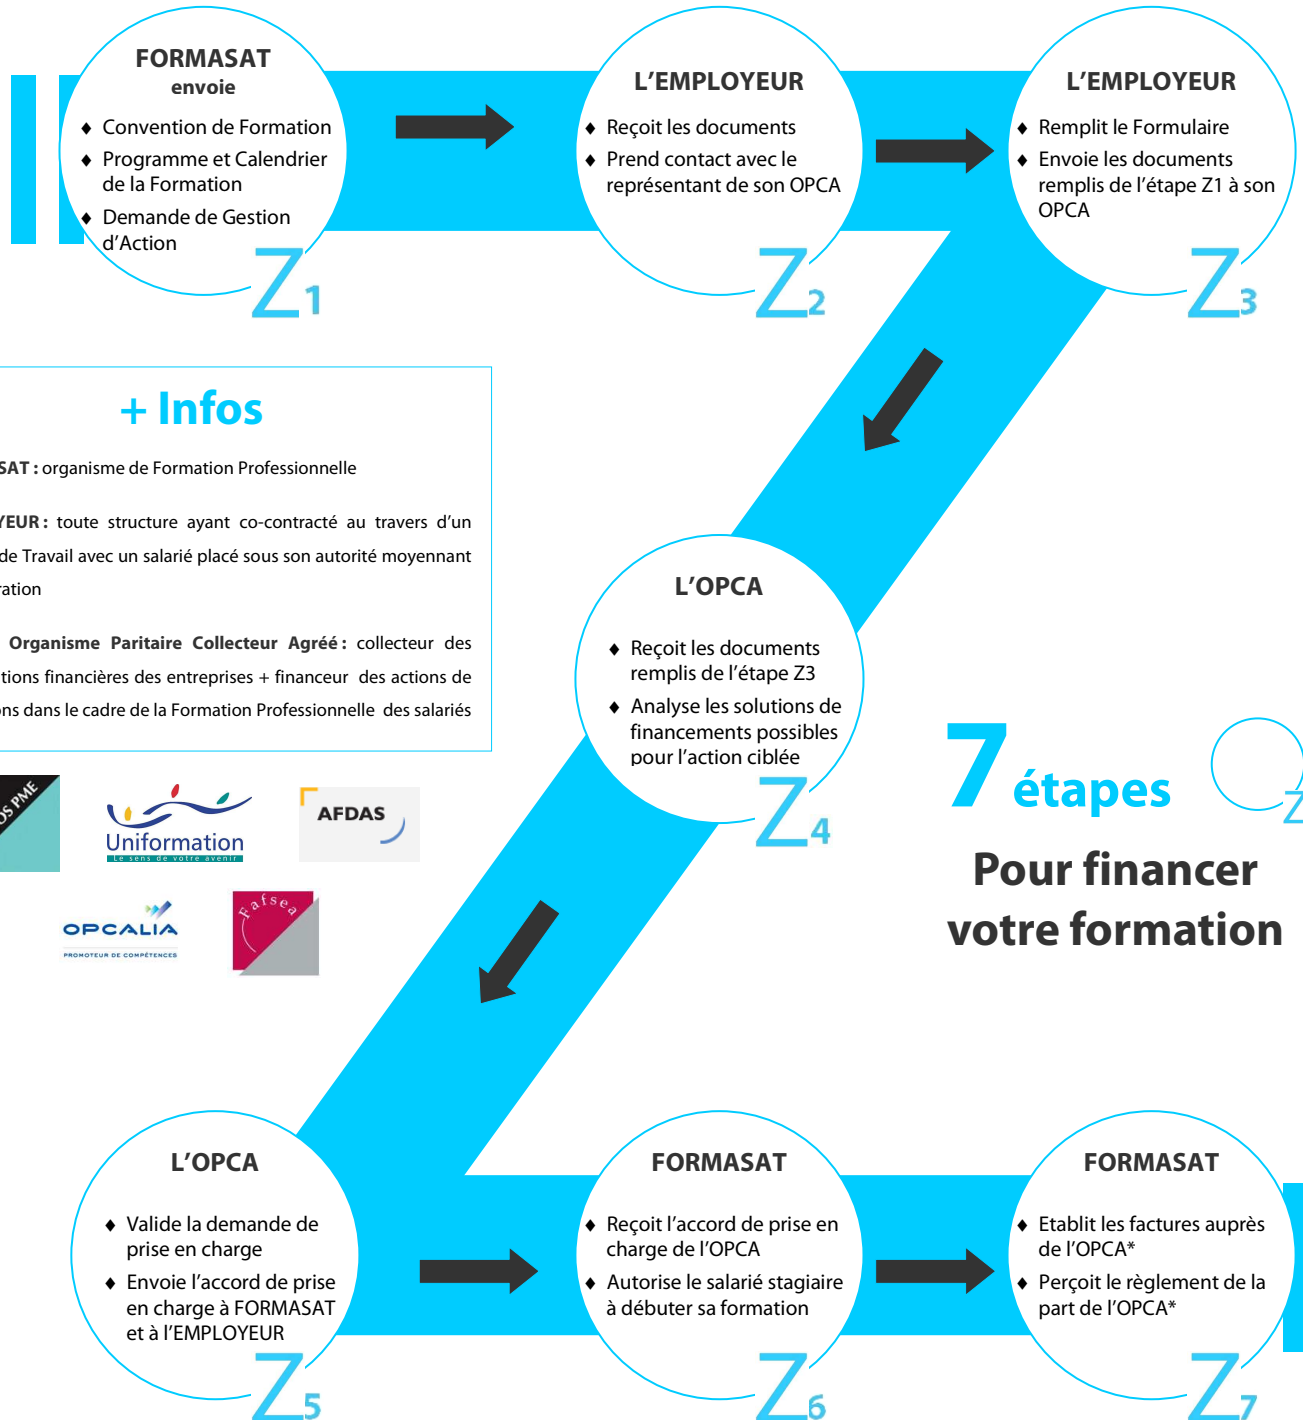 FORMASAT
envoie
♦ Convention de Formation
♦ Programme et Calendrier
de la Formation
♦ Demande de Gestion
d’Action
Z1
L’EMPLOYEUR
♦ Reçoit les documents
♦ Prend contact avec le
représentant de son OPCA
Z2
L’EMPLOYEUR
♦ Remplit le Formulaire
♦ Envoie les documents
remplis de l’étape Z1 à son
OPCA
Z3
+ Infos
SAT : organisme de Formation Professionnelle
YEUR : toute structure ayant co-contracté au travers d’un
de Travail avec un salarié placé sous son autorité moyennant
ration
Organisme Paritaire Collecteur Agréé : collecteur des
tions financières des entreprises + financeur des actions de
ons dans le cadre de la Formation Professionnelle des salariés
L’OPCA
♦ Reçoit les documents
remplis de l’étape Z3
♦ Analyse les solutions de
financements possibles
pour l’action ciblée
Z4
OS PME
Uniformation
Le sens de votre avenir
AFDAS
OPCALIA
PROMOTEUR DE COMPÉTENCES
Fafsea
7 étapes
Z
Pour financer
votre formation
L’OPCA
♦ Valide la demande de
prise en charge
♦ Envoie l’accord de prise
en charge à FORMASAT
et à l’EMPLOYEUR
Z5
FORMASAT
♦ Reçoit l’accord de prise en
charge de l’OPCA
♦ Autorise le salarié stagiaire
à débuter sa formation
Z6
FORMASAT
♦ Etablit les factures auprès
de l’OPCA*
♦ Perçoit le règlement de la
part de l’OPCA*
Z7